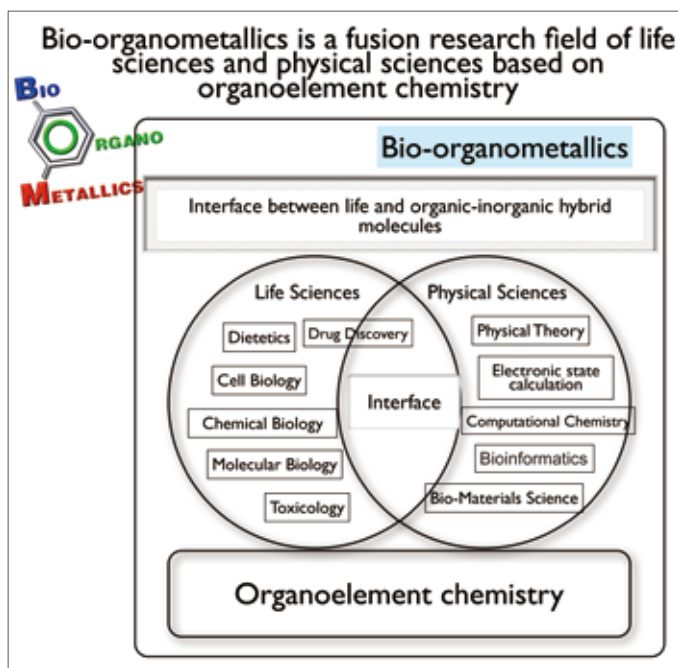 Bio-organometallics is a fusion research field of life
sciences and physical sciences based on
organoelement chemistry
BIO
ORGANO
METALLICS
Bio-organometallics
Interface between life and organic-inorganic hybrid
molecules
Life Sciences
Physical Sciences
Dietetics
Drug Discovery
Cell Biology
Chemical Biology
Molecular Biology
Toxicology
Interface
Physical Theory
Electronic state
calculation
Computational Chemistry
Bioinformatics
Bio-Materials Science
Organoelement chemistry